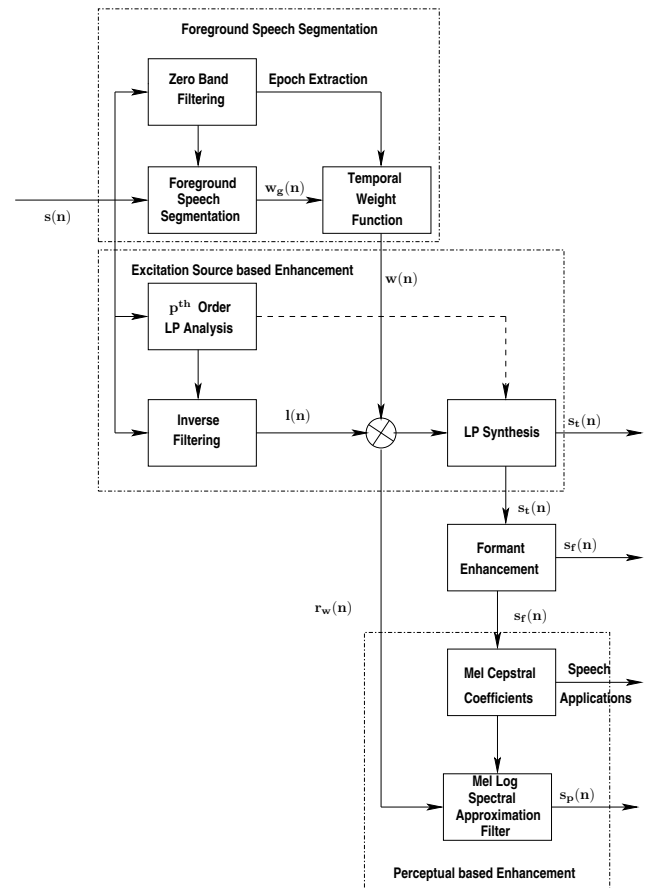 Foreground Speech Segmentation
Zero Band
Filtering
Epoch Extraction
Foreground
Speech
Segmentation
w_g(n)
Temporal
Weight
Function
s(n)
Excitation Source based Enhancement
w(n)
p^th Order
LP Analysis
Inverse
Filtering
l(n)
LP Synthesis
s_t(n)
s_t(n)
Formant
Enhancement
s_f(n)
r_w(n)
s_f(n)
Mel Cepstral
Coefficients
Speech
Applications
Mel Log
Spectral
Approximation
Filter
s_p(n)
Perceptual based Enhancement